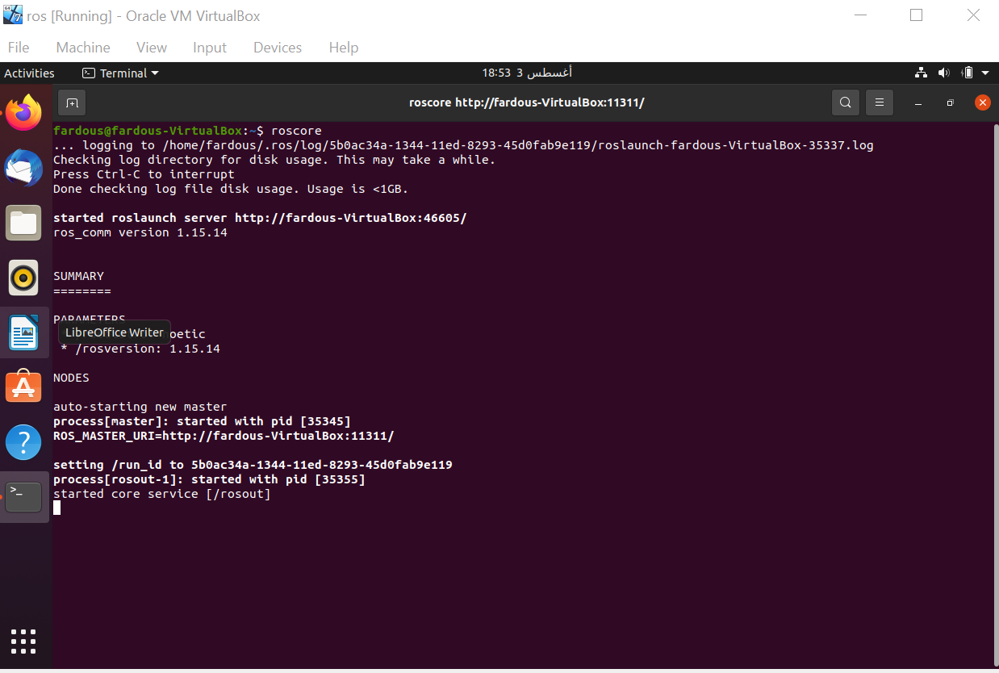 ros [Running] - Oracle VM VirtualBox
File Machine View Input Devices Help
Activities Terminal 18:53 3 أغسطس
roscore http://fardous-VirtualBox:11311/
fardous@fardous-VirtualBox:~$ roscore
... logging to /home/fardous/.ros/log/5b0ac34a-1344-11ed-8293-45d0fab9e119/roslaunch-fardous-VirtualBox-35337.log
Checking log directory for disk usage. This may take a while.
Press Ctrl-C to interrupt
Done checking log file disk usage. Usage is <1GB.
started roslaunch server http://fardous-VirtualBox:46605/
ros_comm version 1.15.14
SUMMARY
========
PARAMETERS
LibreOffice Writer oetic
* /rosversion: 1.15.14
NODES
auto-starting new master
process[master]: started with pid [35345]
ROS_MASTER_URI=http://fardous-VirtualBox:11311/
setting /run_id to 5b0ac34a-1344-11ed-8293-45d0fab9e119
process[rosout-1]: started with pid [35355]
started core service [/rosout]